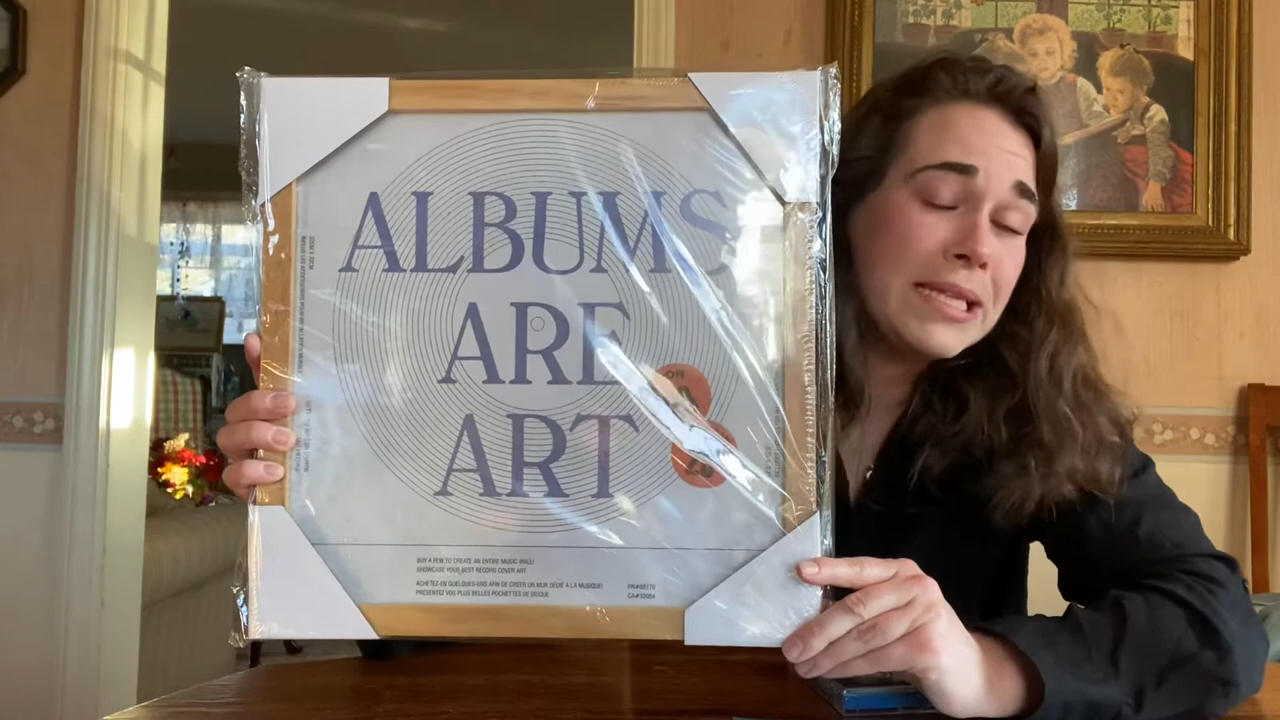 ALBUMS
ARE
ART
BUY A FEW TO CREATE AN ENTIRE MUSIC WALL!
SHOWCASE YOUR BEST RECORD COVER ART
ACHETEZ-EN QUELQUES-UNS AFIN DE CRÉER UN MUR DÉDIÉ À LA MUSIQUE!
PRÉSENTEZ VOS PLUS BELLES POCHETTES DE DISQUE